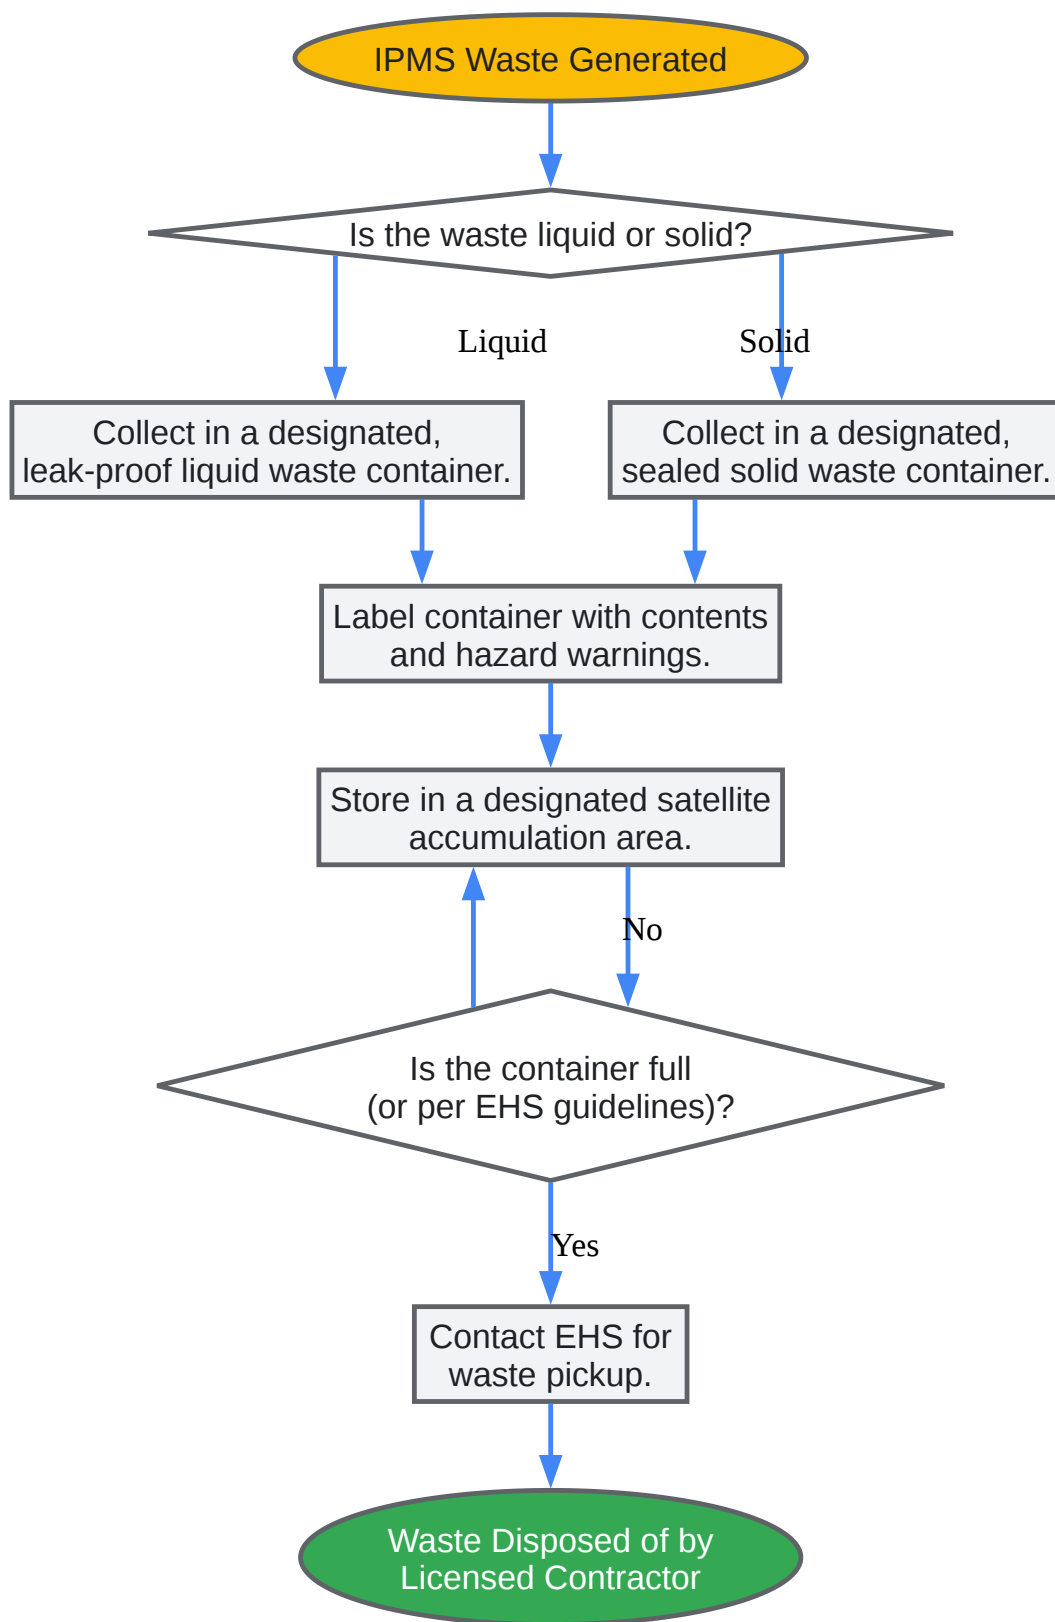 IPMS Waste Generated
Is the waste liquid or solid?
Liquid
Solid
Collect in a designated,
leak-proof liquid waste container.
Collect in a designated,
sealed solid waste container.
Label container with contents
and hazard warnings.
Store in a designated satellite
accumulation area.
No
Is the container full
(or per EHS guidelines)?
Yes
Contact EHS for
waste pickup.
Waste Disposed of by
Licensed Contractor